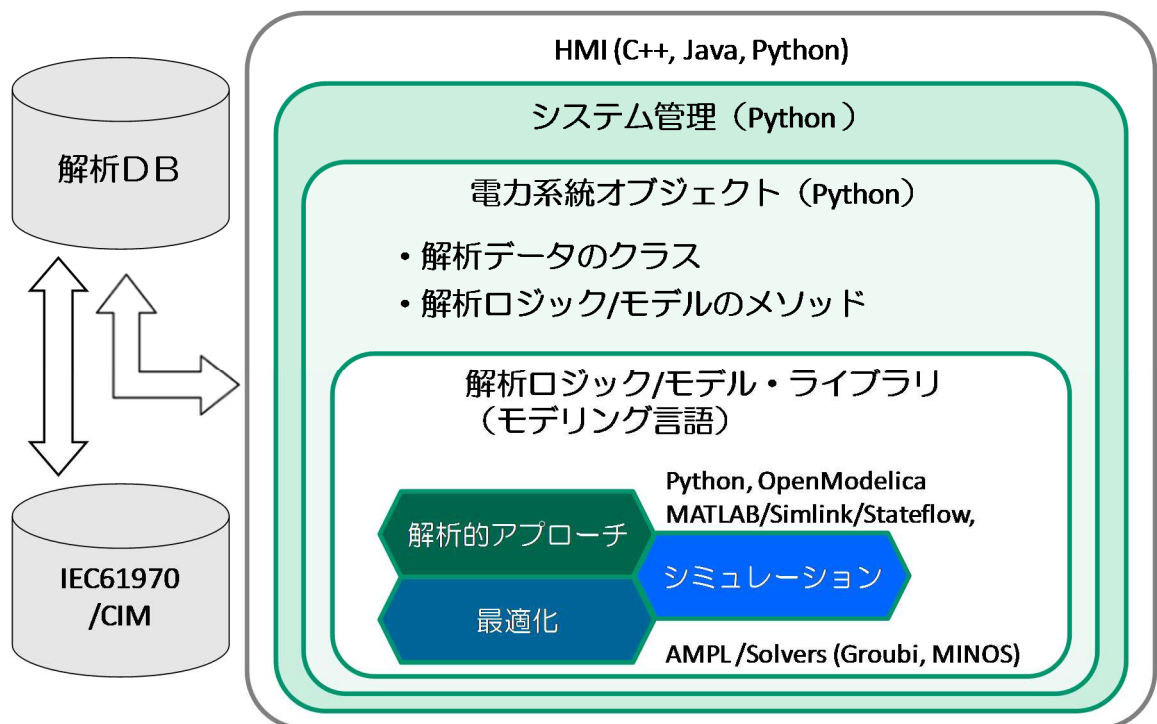 HMI (C++, Java, Python)
システム管理（Python ）
解析ＤＢ
電力系統オブジェクト（Python）
・解析データのクラス
・解析ロジック/モデルのメソッド
解析ロジック/モデル・ライブラリ
（モデリング言語）
Python, OpenModelica
MATLAB/Simlink/Stateflow,
解析的アプローチ
シミュレーション
最適化
IEC61970
/CIM
AMPL /Solvers (Groubi, MINOS)